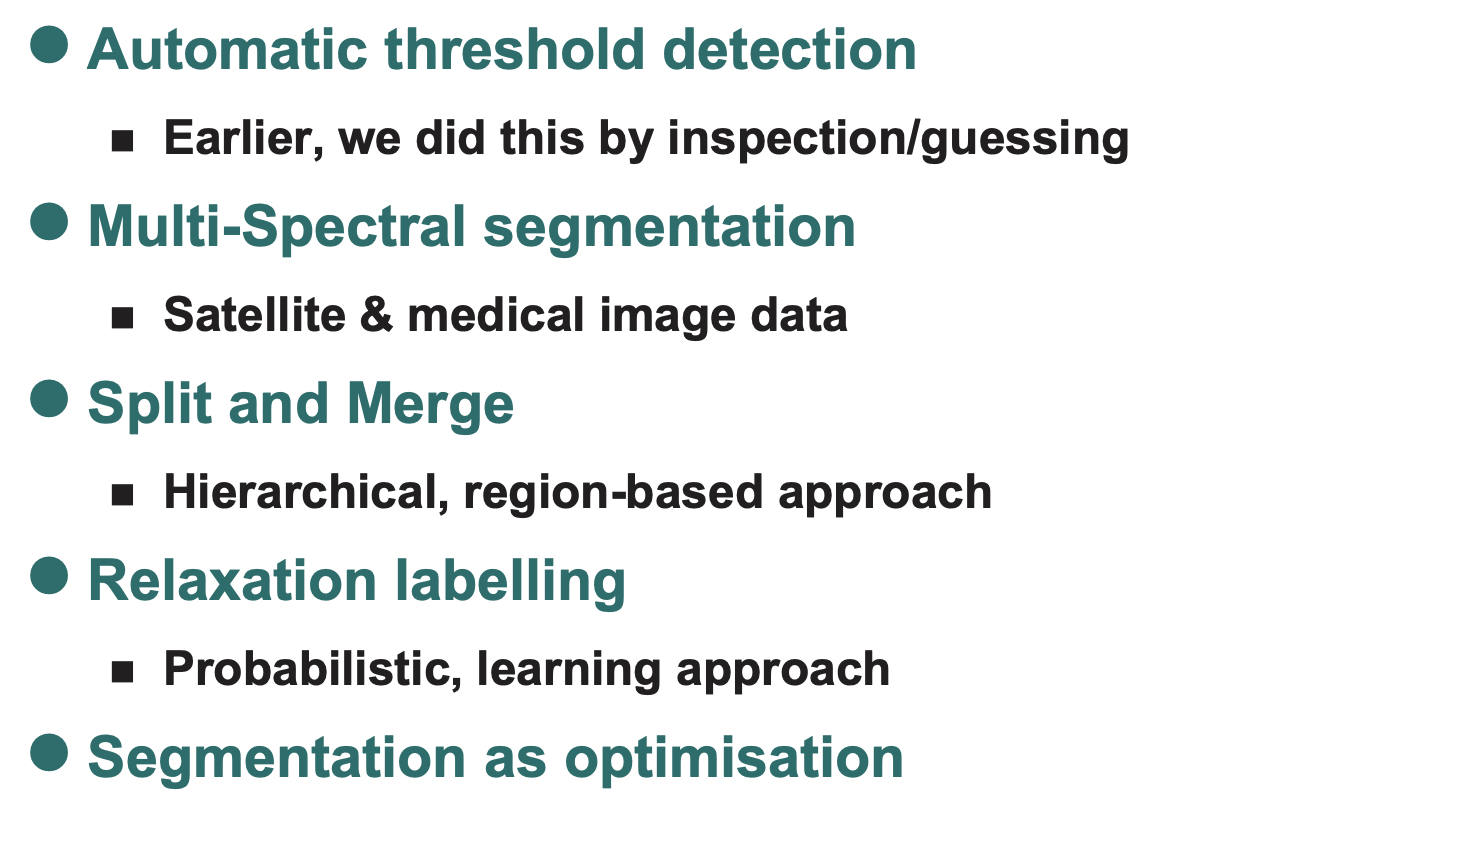 ● Automatic threshold detection
■ Earlier, we did this by inspection/guessing
● Multi-Spectral segmentation
■ Satellite & medical image data
● Split and Merge
■ Hierarchical, region-based approach
● Relaxation labelling
■ Probabilistic, learning approach
● Segmentation as optimisation